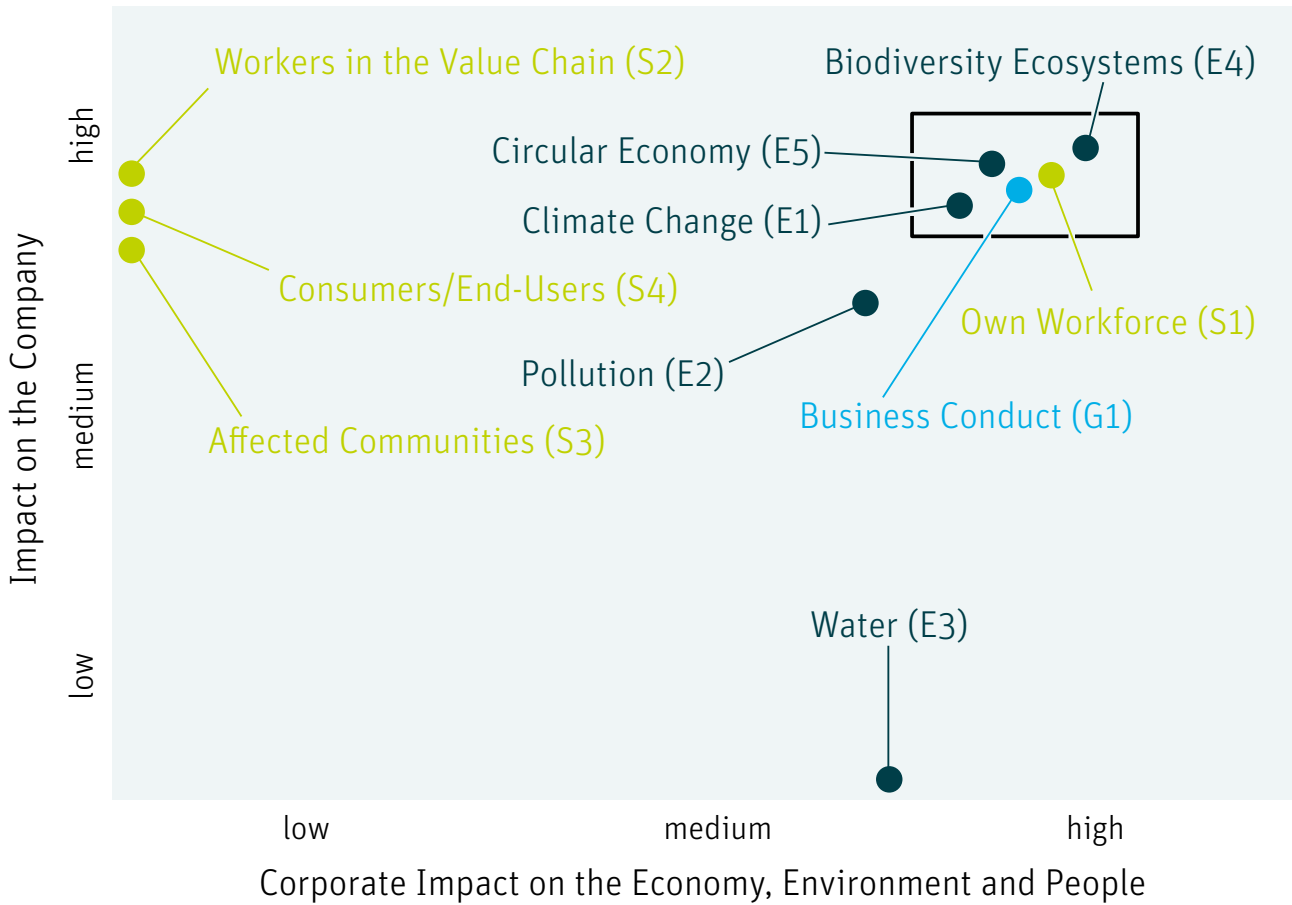 Workers in the Value Chain (S2)
Biodiversity Ecosystems (E4)
Circular Economy (E5)
Climate Change (E1)
Consumers/End-Users (S4)
Own Workforce (S1)
Pollution (E2)
Business Conduct (G1)
Affected Communities (S3)
Water (E3)
Impact on the Company
high
medium
low
low
medium
high
Corporate Impact on the Economy, Environment and People